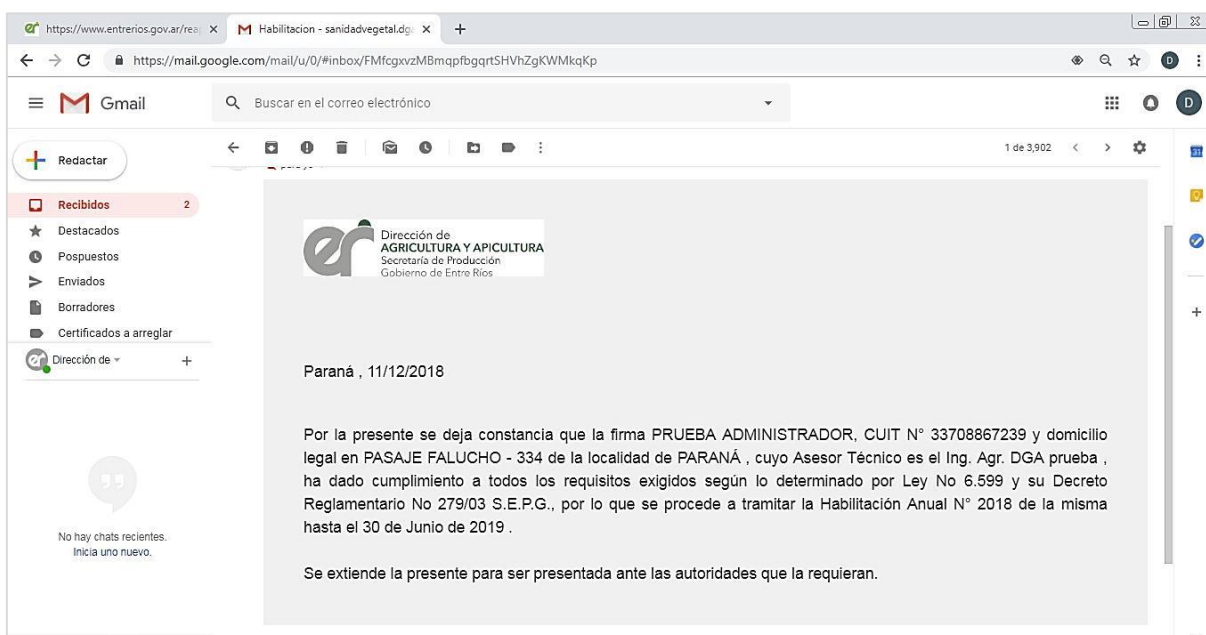 https://www.entrerios.gov.ar/rea
Habilitacion - sanidadvegetal.dga
https://mail.google.com/mail/u/0/#inbox/FMfcgxvzMBmqpfbgqrtSHVhZgKWMkqKp
D
Gmail
Buscar en el correo electrónico
D
Redactar
1 de 3,902
31
Recibidos 2
Destacados
Pospuestos
Enviados
Borradores
Certificados a arreglar
Dirección de
Dirección de
AGRICULTURA Y APICULTURA
Secretaría de Producción
Gobierno de Entre Ríos
Paraná , 11/12/2018
Por la presente se deja constancia que la firma PRUEBA ADMINISTRADOR, CUIT N° 33708867239 y domicilio
legal en PASAJE FALUCHO - 334 de la localidad de PARANÁ , cuyo Asesor Técnico es el Ing. Agr. DGA prueba ,
ha dado cumplimiento a todos los requisitos exigidos según lo determinado por Ley No 6.599 y su Decreto
Reglamentario No 279/03 S.E.P.G., por lo que se procede a tramitar la Habilitación Anual N° 2018 de la misma
hasta el 30 de Junio de 2019 .
Se extiende la presente para ser presentada ante las autoridades que la requieran.
No hay chats recientes.
Inicia uno nuevo.